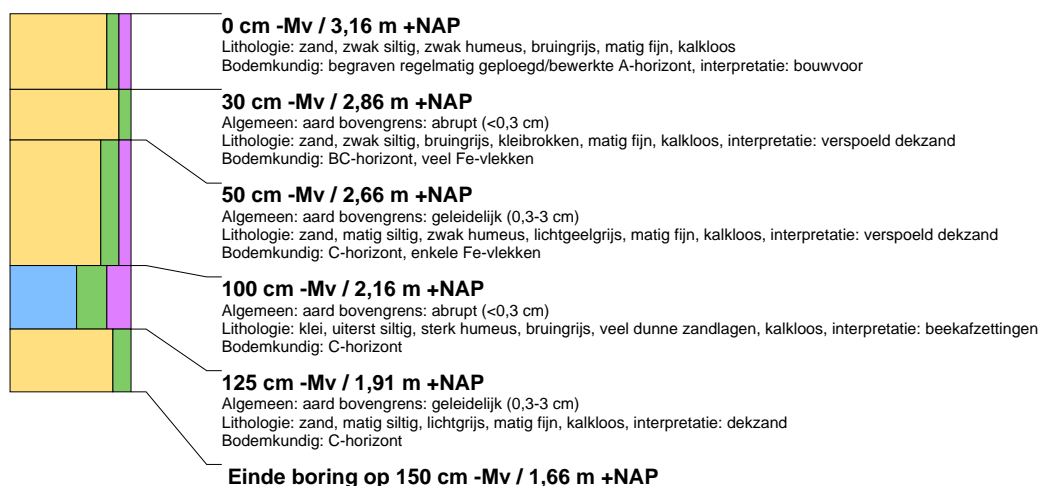 0 cm -Mv / 3,16 m +NAP
Lithologie: zand, zwak siltig, zwak humeus, bruingrijs, matig fijn, kalkloos
Bodemkundig: begraven regelmatig geploegd/bewerkte A-horizont, interpretatie: bouwvoor
30 cm -Mv / 2,86 m +NAP
Algemeen: aard bovengrens: abrupt (<0,3 cm)
Lithologie: zand, zwak siltig, bruingrijs, kleibrokken, matig fijn, kalkloos, interpretatie: verspoeld dekzand
Bodemkundig: BC-horizont, veel Fe-vlekken
50 cm -Mv / 2,66 m +NAP
Algemeen: aard bovengrens: geleidelijk (0,3-3 cm)
Lithologie: zand, matig siltig, zwak humeus, lichtgeelgrijs, matig fijn, kalkloos, interpretatie: verspoeld dekzand
Bodemkundig: C-horizont, enkele Fe-vlekken
100 cm -Mv / 2,16 m +NAP
Algemeen: aard bovengrens: abrupt (<0,3 cm)
Lithologie: klei, uiterst siltig, sterk humeus, bruingrijs, veel dunne zandlagen, kalkloos, interpretatie: beekafzettingen
Bodemkundig: C-horizont
125 cm -Mv / 1,91 m +NAP
Algemeen: aard bovengrens: geleidelijk (0,3-3 cm)
Lithologie: zand, matig siltig, lichtgrijs, matig fijn, kalkloos, interpretatie: dekzand
Bodemkundig: C-horizont
Einde boring op 150 cm -Mv / 1,66 m +NAP